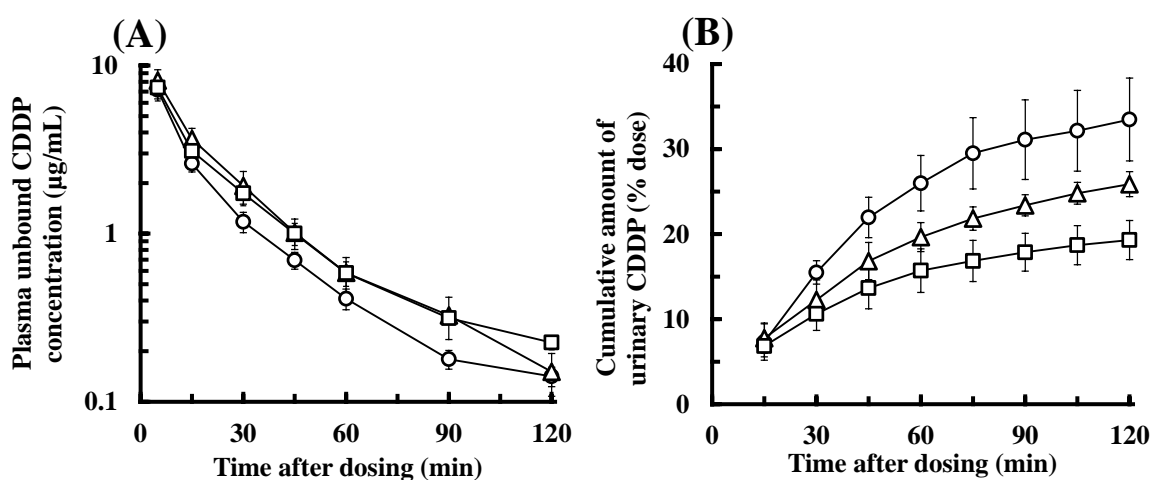 (A)
Plasma unbound CDDP
concentration (µg/mL)
10
1
0.1
0
30
60
90
120
Time after dosing (min)
(B)
Cumulative amount of
urinary CDDP (% dose)
40
30
20
10
0
0
30
60
90
120
Time after dosing (min)